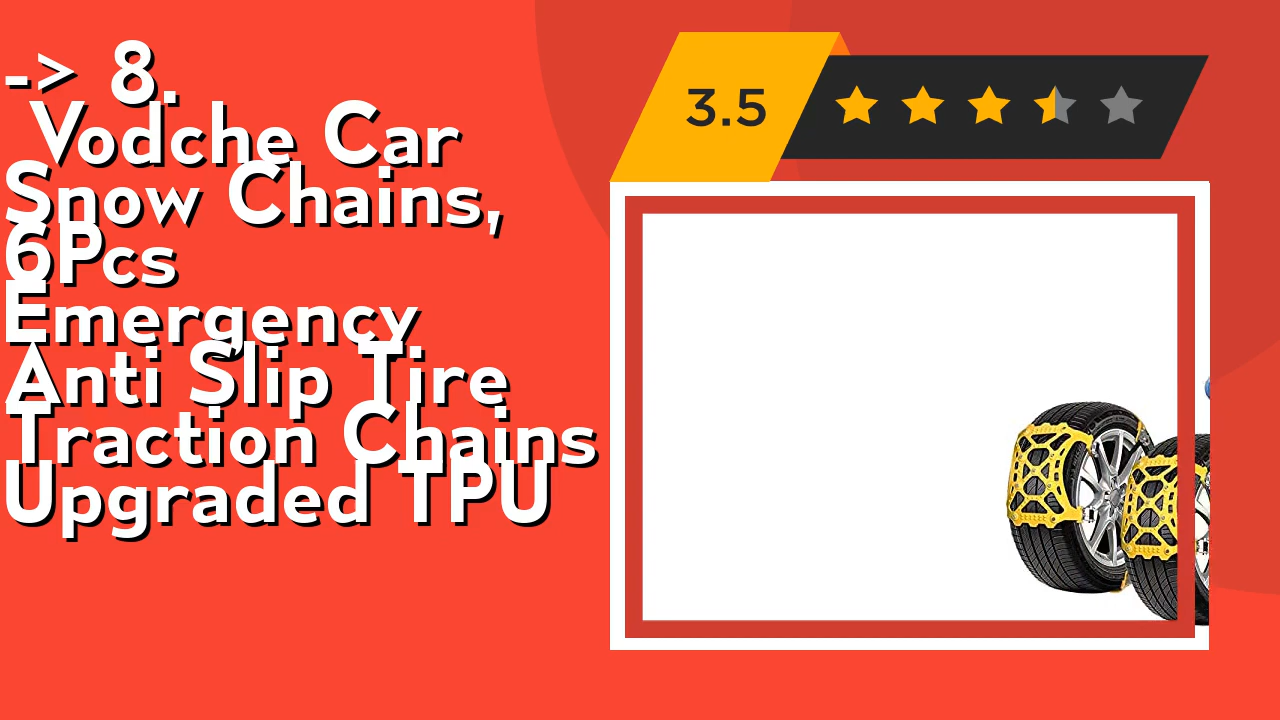 -> 8.
Vodche Car
Snow Chains,
6Pcs
Emergency
Anti Slip Tire
Traction Chains
Upgraded TPU
3.5